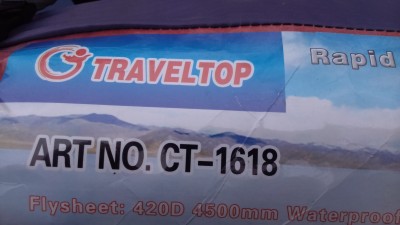 TRAVELTOP
Rapid
ART NO. CT-1618
Flysheet: 420D 4500mm Waterproof